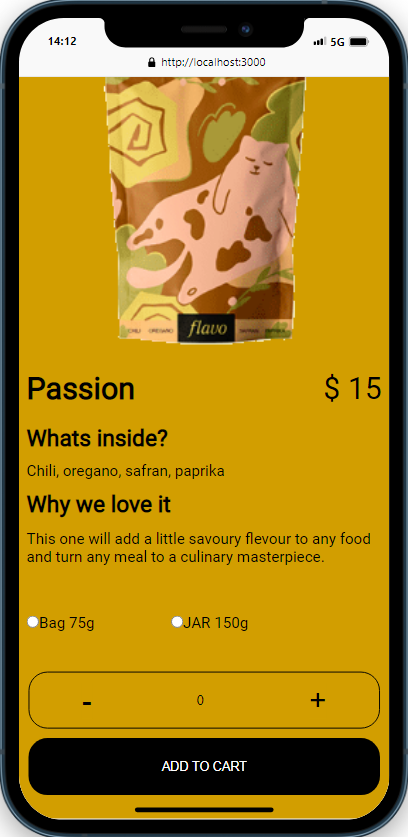 14:12
5G
http://localhost:3000
CHILI OREGANO flavo SAFRAN PAPRIKA
Passion
$ 15
Whats inside?
Chili, oregano, safran, paprika
Why we love it
This one will add a little savoury flevour to any food
and turn any meal to a culinary masterpiece.
Bag 75g
JAR 150g
- 0 +
ADD TO CART